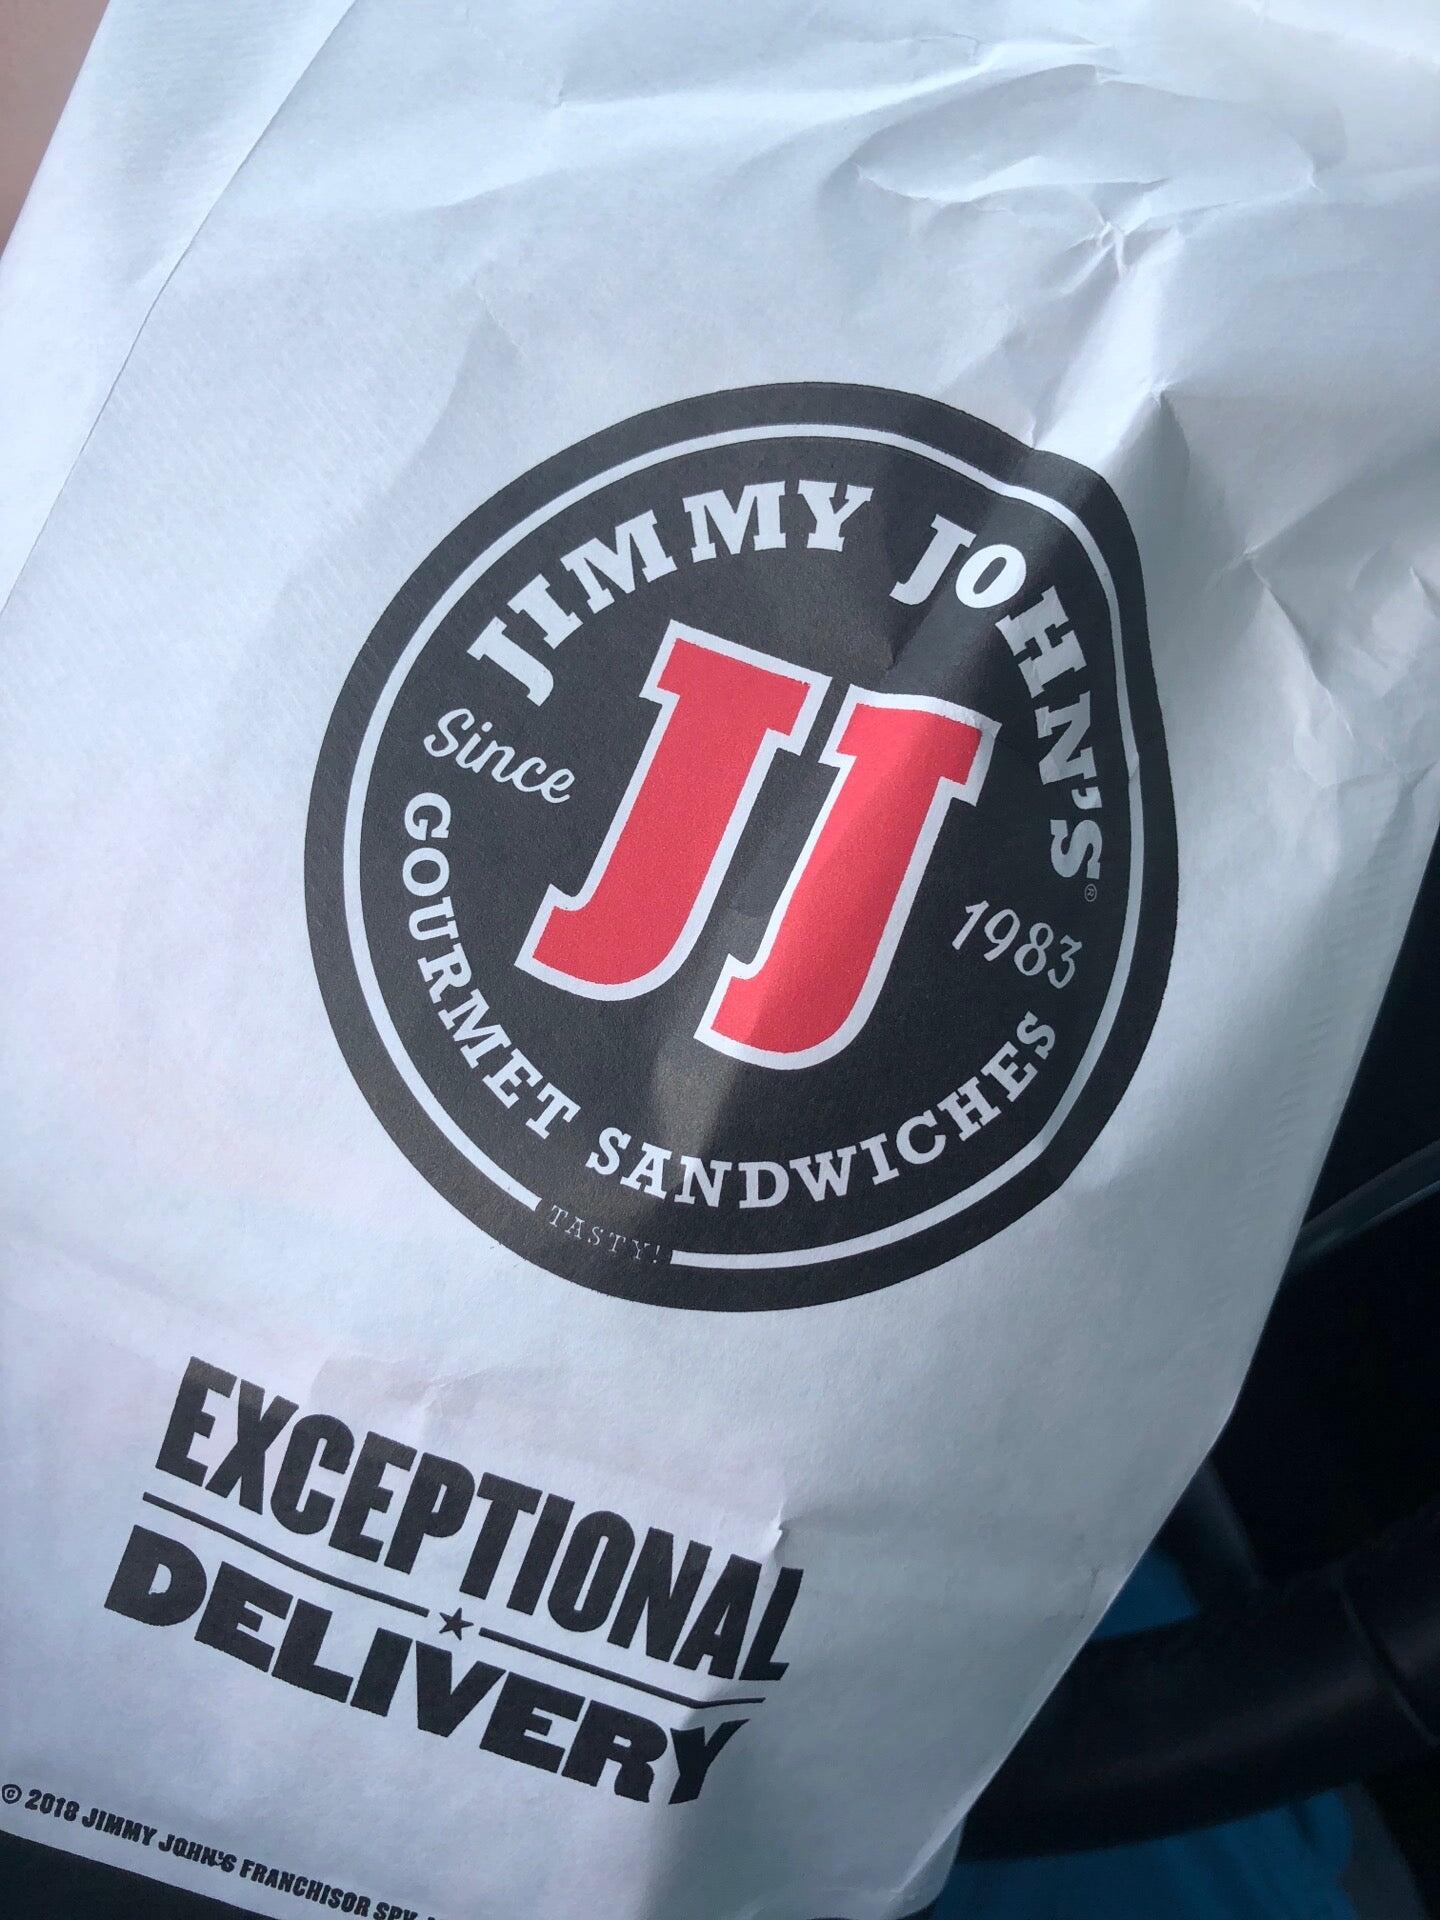 JIMMY JOHN'S®
Since JJ 1983
GOURMET SANDWICHES
TASTY!
EXCEPTIONAL
DELIVERY
© 2018 JIMMY JOHN'S FRANCHISOR SPV